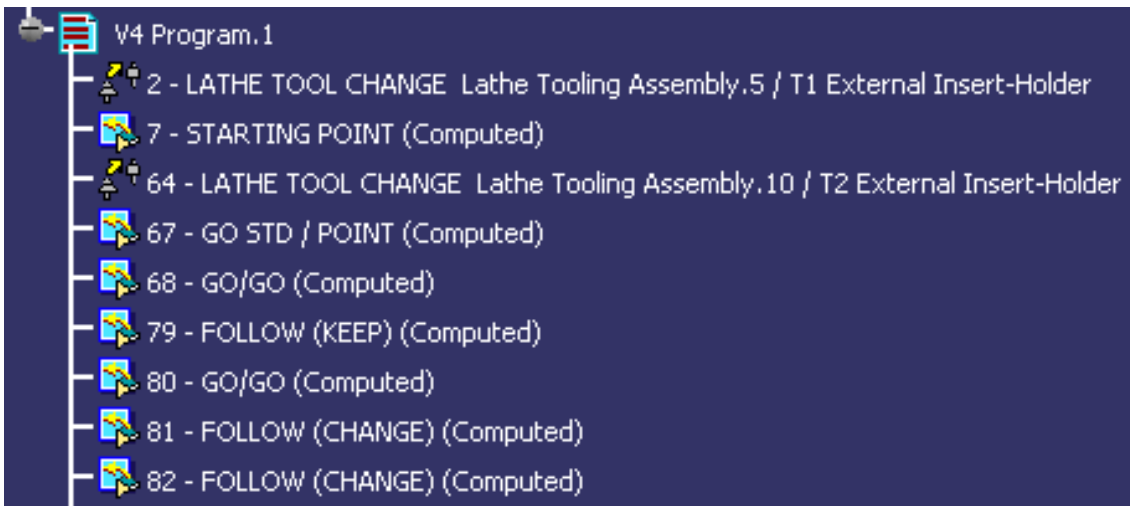 V4 Program.1
2 - LATHE TOOL CHANGE Lathe Tooling Assembly.5 / T1 External Insert-Holder
7 - STARTING POINT (Computed)
64 - LATHE TOOL CHANGE Lathe Tooling Assembly.10 / T2 External Insert-Holder
67 - GO STD / POINT (Computed)
68 - GO/GO (Computed)
79 - FOLLOW (KEEP) (Computed)
80 - GO/GO (Computed)
81 - FOLLOW (CHANGE) (Computed)
82 - FOLLOW (CHANGE) (Computed)